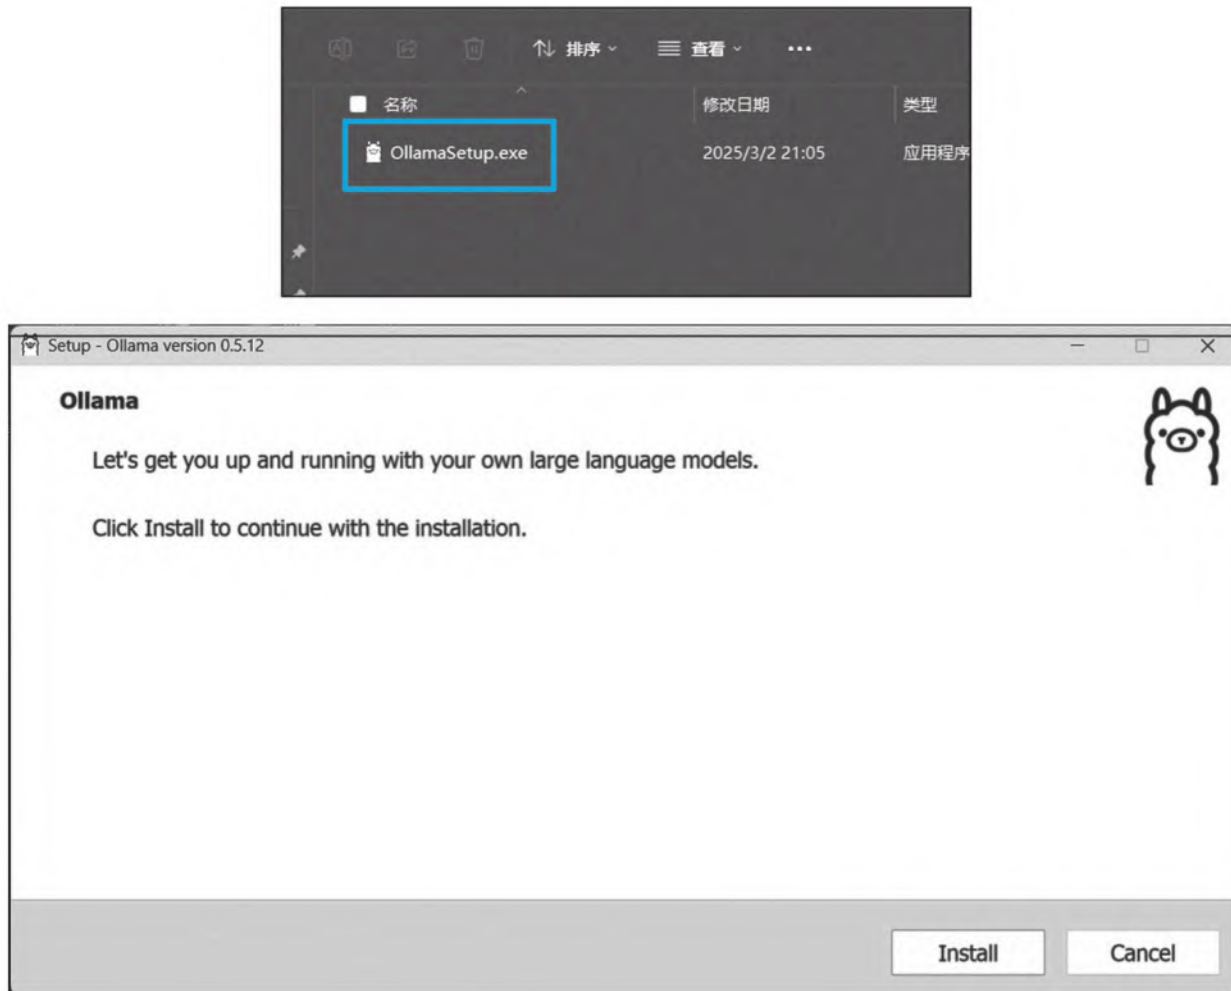 排序 查看
名称 修改日期 类型
OllamaSetup.exe 2025/3/2 21:05 应用程序
Setup - Ollama version 0.5.12
Ollama
Let's get you up and running with your own large language models.
Click Install to continue with the installation.
Install Cancel